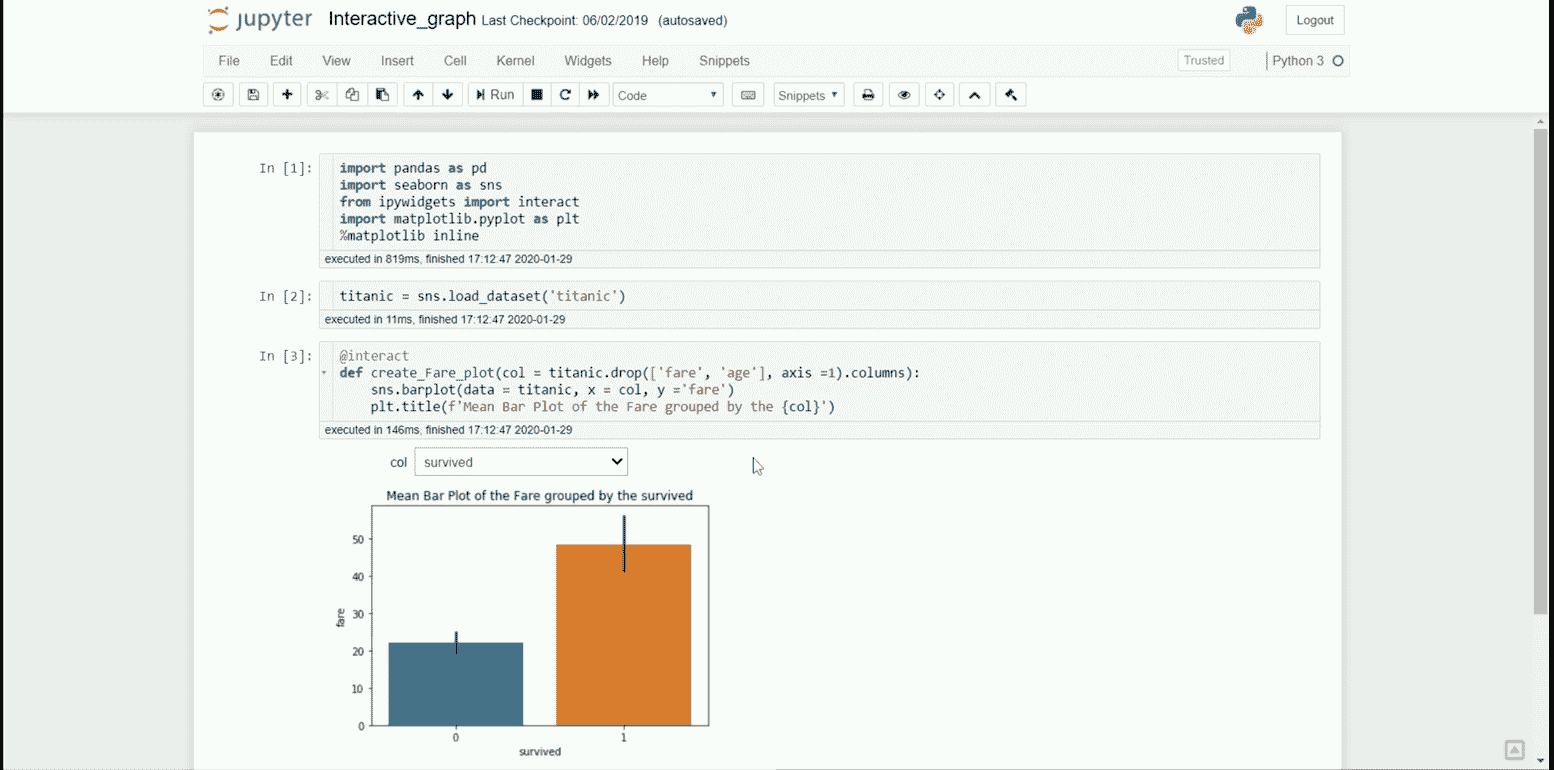 jupyter Interactive_graph Last Checkpoint: 06/02/2019 (autosaved)
Logout
File Edit View Insert Cell Kernel Widgets Help Snippets
Trusted Python 3
Run Code Snippets
In [1]:
import pandas as pd
import seaborn as sns
from ipywidgets import interact
import matplotlib.pyplot as plt
%matplotlib inline
executed in 819ms, finished 17:12:47 2020-01-29
In [2]:
titanic = sns.load_dataset('titanic')
executed in 11ms, finished 17:12:47 2020-01-29
In [3]:
@interact
def create_Fare_plot(col = titanic.drop(['fare', 'age'], axis =1).columns):
    sns.barplot(data = titanic, x = col, y ='fare')
    plt.title(f'Mean Bar Plot of the Fare grouped by the {col}')
executed in 146ms, finished 17:12:47 2020-01-29
col survived
Mean Bar Plot of the Fare grouped by the survived
50
40
30
20
10
0
fare
0 1
survived